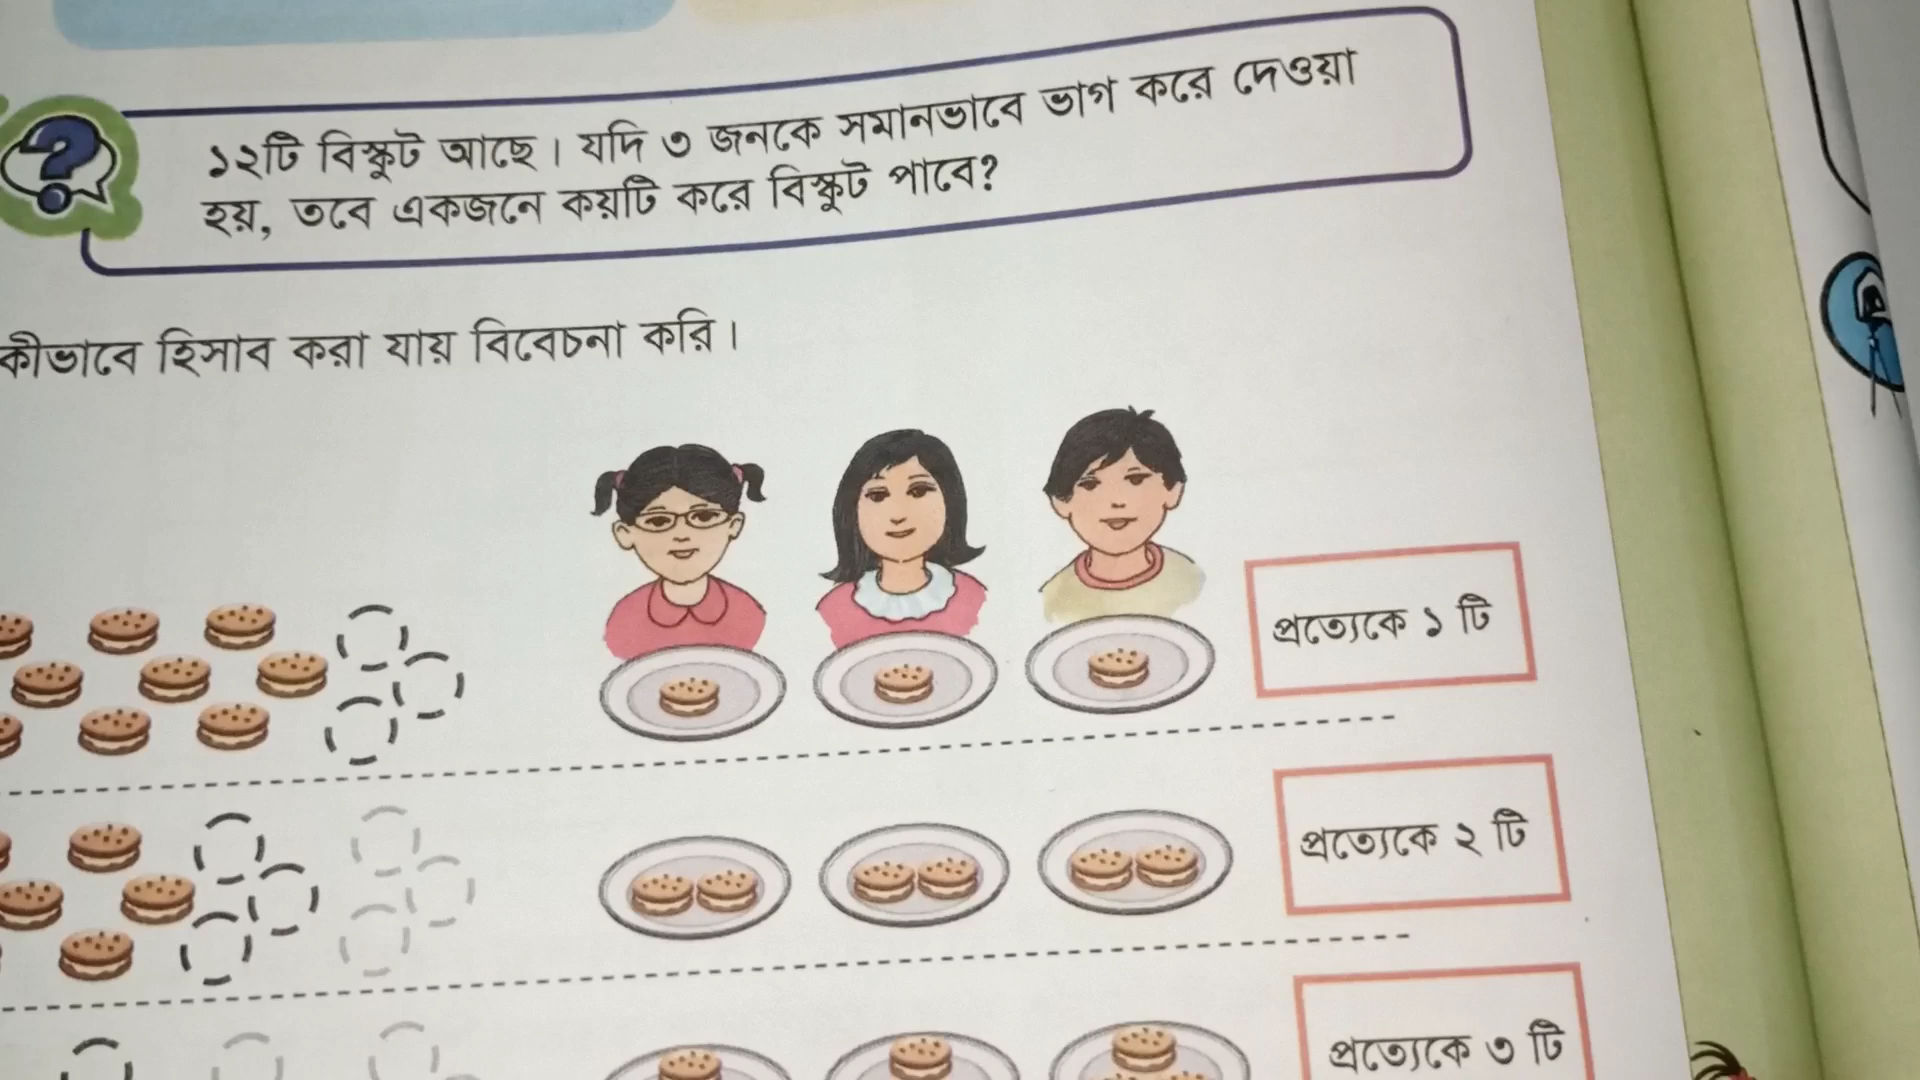 ১২টি বিস্কুট আছে। যদি ৩ জনকে সমানভাবে ভাগ করে দেওয়া
হয়, তবে একজনে কয়টি করে বিস্কুট পাবে?
কীভাবে হিসাব করা যায় বিবেচনা করি।
প্রত্যেকে ১ টি
প্রত্যেকে ২ টি
প্রত্যেকে ৩ টি